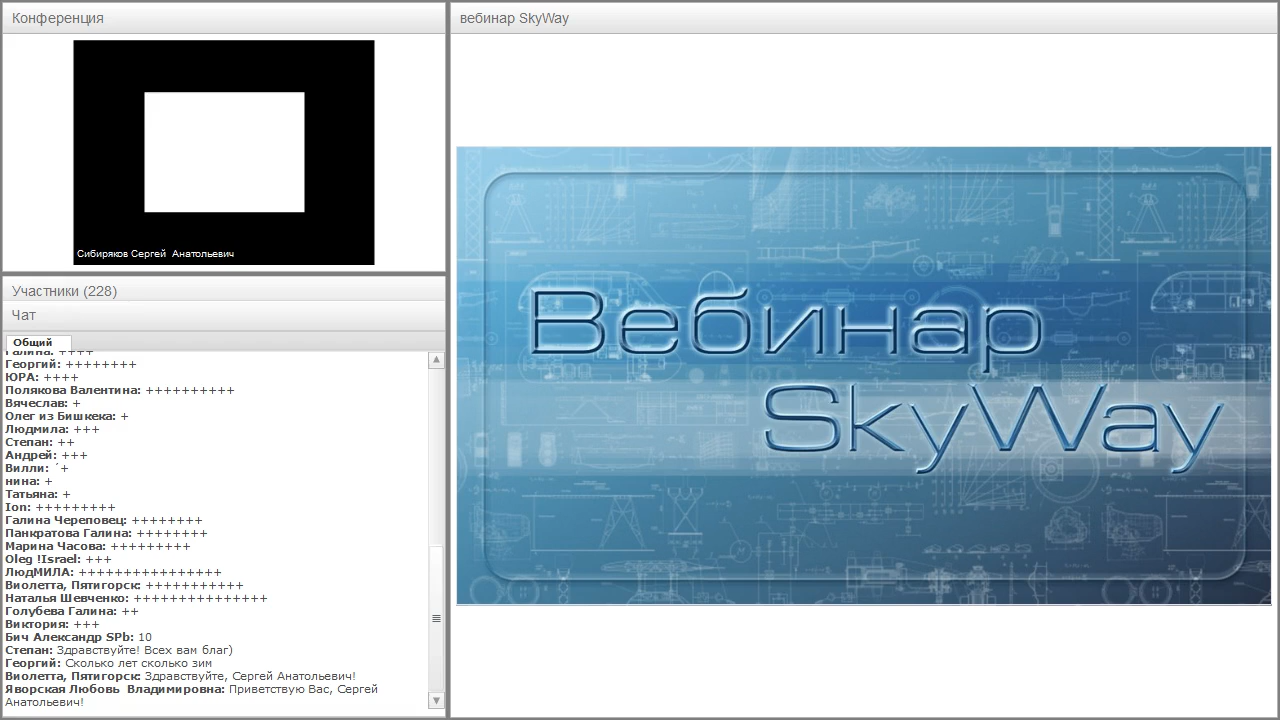 Конференция
Сибиряков Сергей  Анатольевич
Участники (228)
Чат
Общий
Галина: ++++
Георгий: ++++++++
ЮРА: ++++
Полякова Валентина: ++++++++++
Вячеслав: +
Олег из Бишкека: +
Людмила: +++
Степан: ++
Андрей: +++
Вилли: ´+
нина: +
Татьяна: +
Ion: +++++++++
Галина Череповец: ++++++++
Панкратова Галина: ++++++++
Марина Часова: +++++++++
Oleg !Israel: +++
ЛюдМИЛА: ++++++++++++++++
Виолетта, Пятигорск: +++++++++++
Наталья Шевченко: +++++++++++++++
Голубева Галина: ++
Виктория: +++
Бич Александр SPb: 10
Степан: Здравствуйте! Всех вам благ)
Георгий: Сколько лет сколько зим
Виолетта, Пятигорск: Здравствуйте, Сергей Анатольевич!
Яворская Любовь  Владимировна: Приветствую Вас, Сергей
Анатольевич!
вебинар SkyWay
Вебинар
SkyWay